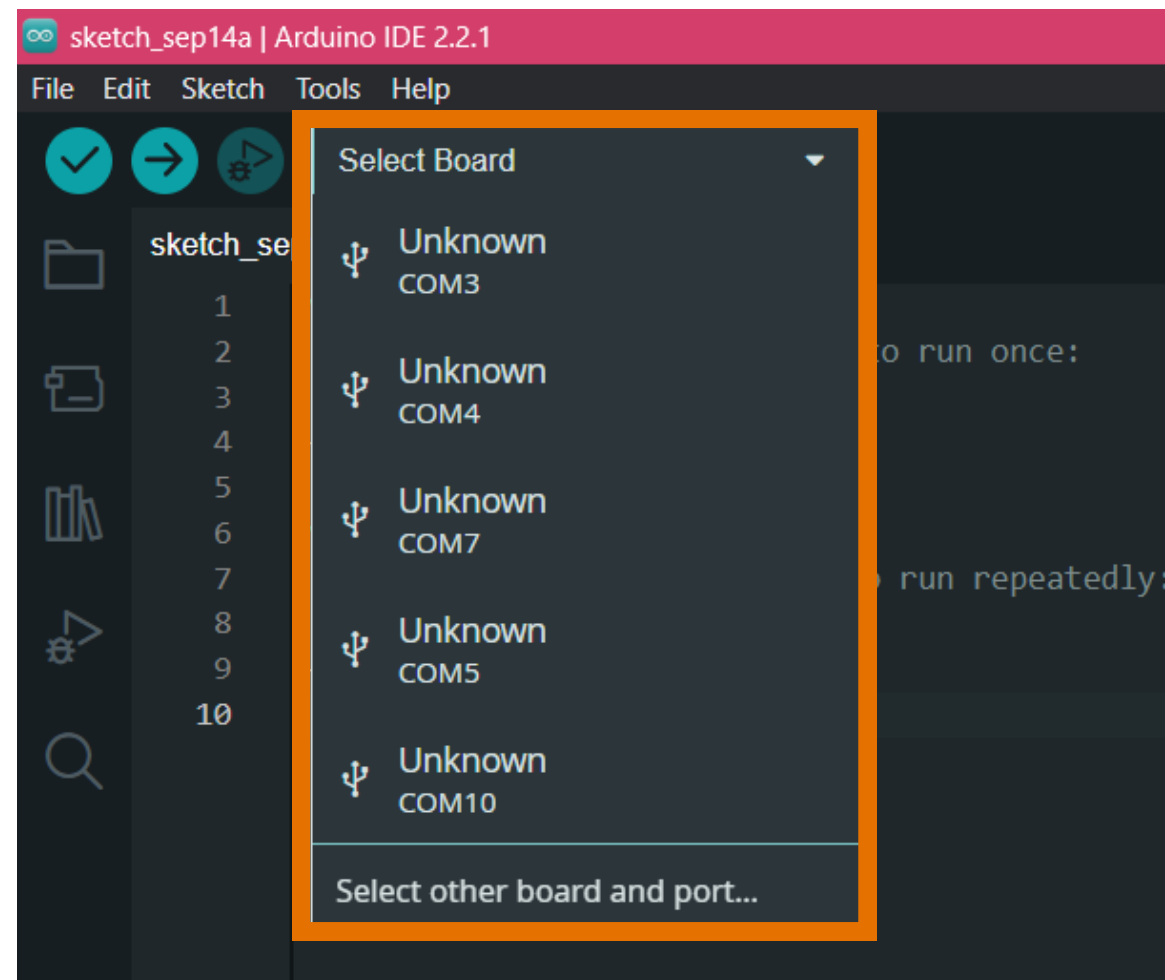 sketch_sep14a | Arduino IDE 2.2.1
File Edit Sketch Tools Help
Select Board
sketch_se
Unknown
COM3
Unknown
COM4
Unknown
COM7
Unknown
COM5
Unknown
COM10
Select other board and port...
1
2
o run once:
3
4
5
6
7
run repeatedly:
8
9
10